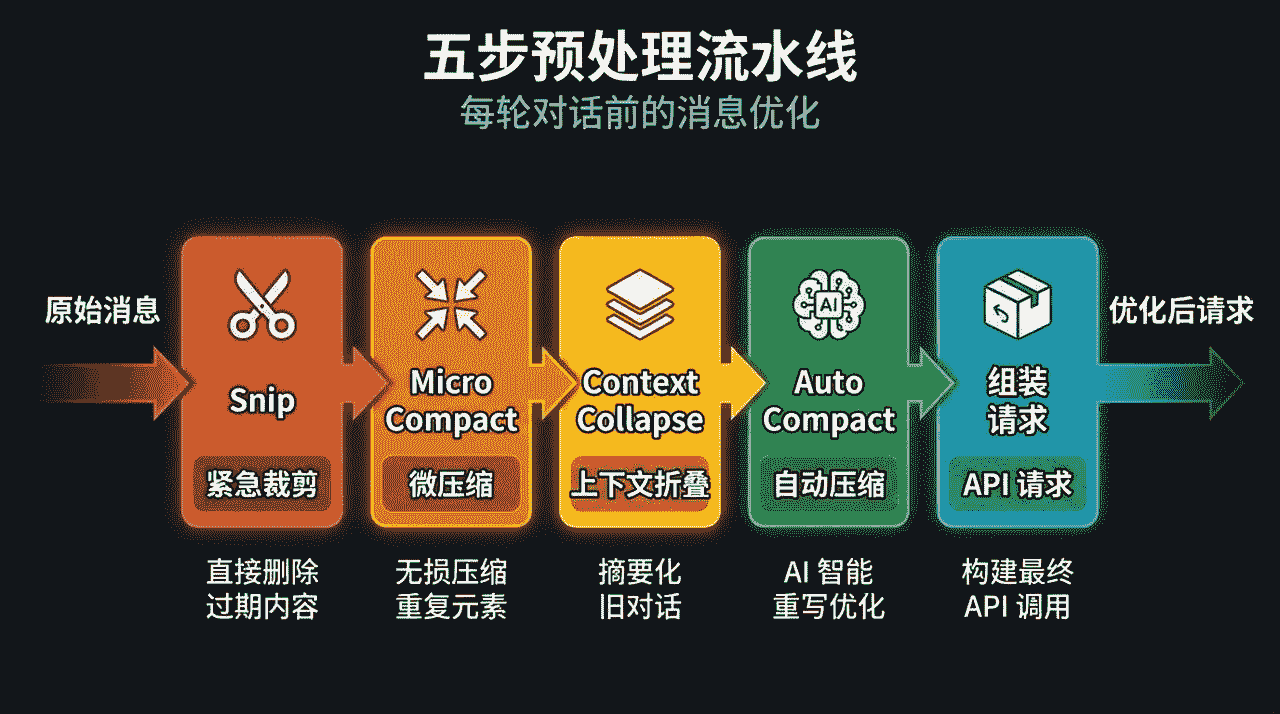 五步预处理流水线
每轮对话前的消息优化
原始消息
Snip
紧急裁剪
直接删除
过期内容
Micro
Compact
微压缩
无损压缩
重复元素
Context
Collapse
上下文折叠
摘要化
旧对话
AI
Auto
Compact
自动压缩
AI 智能
重写优化
组装
请求
API 请求
构建最终
API 调用
优化后请求